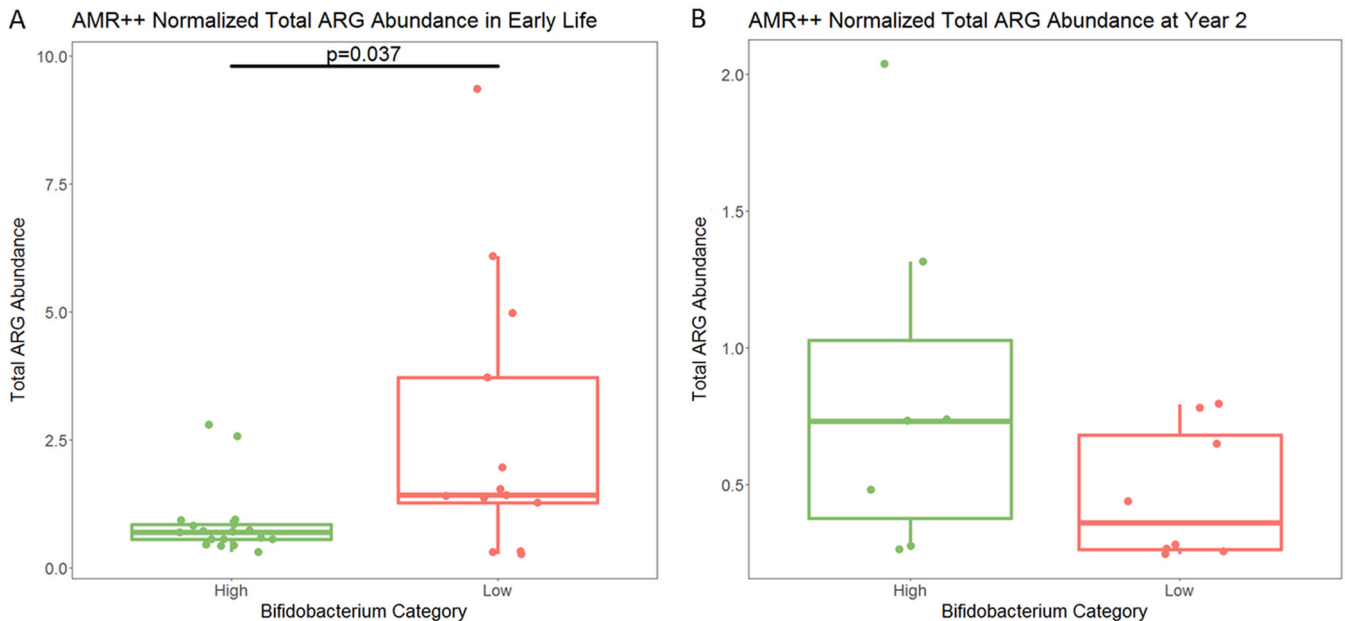 A
AMR++ Normalized Total ARG Abundance in Early Life
p=0.037
10.0
7.5
5.0
2.5
0.0
Total ARG Abundance
High
Low
Bifidobacterium Category
B
AMR++ Normalized Total ARG Abundance at Year 2
2.0
1.5
1.0
0.5
Total ARG Abundance
High
Low
Bifidobacterium Category